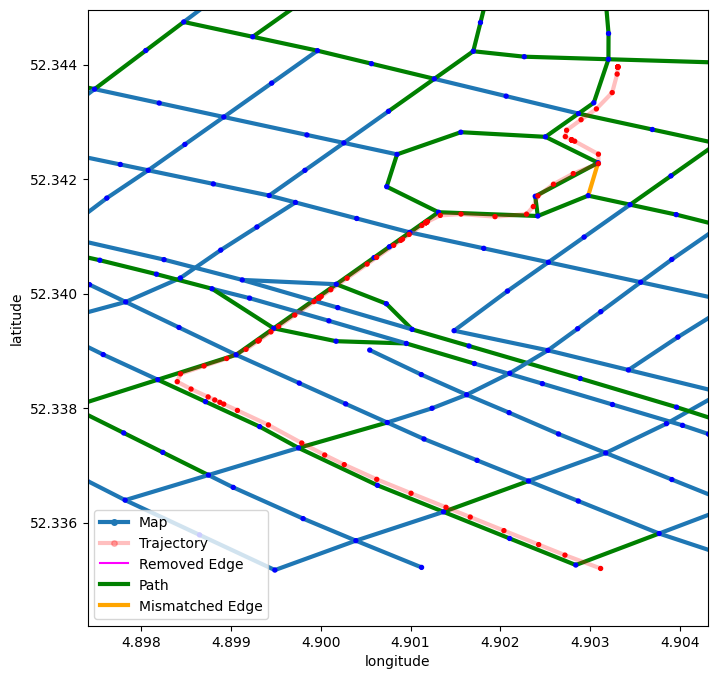 52.344
52.342
52.340
52.338
52.336
latitude
Map
Trajectory
Removed Edge
Path
Mismatched Edge
4.898 4.899 4.900 4.901 4.902 4.903 4.904
longitude